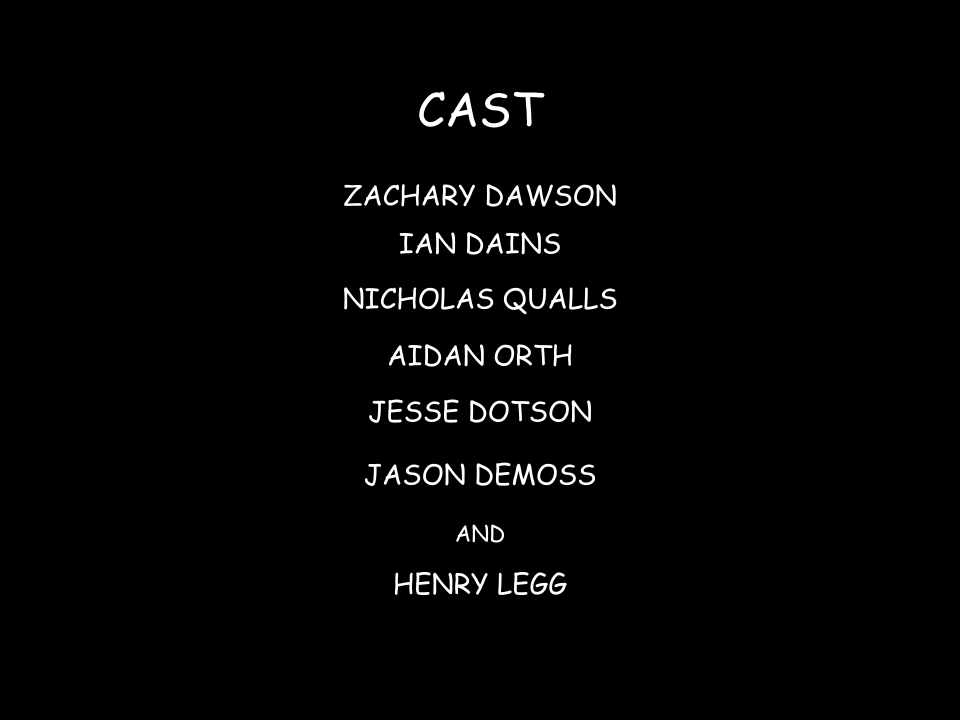 CAST
ZACHARY DAWSON
IAN DAINS
NICHOLAS QUALLS
AIDAN ORTH
JESSE DOTSON
JASON DEMOSS
AND
HENRY LEGG